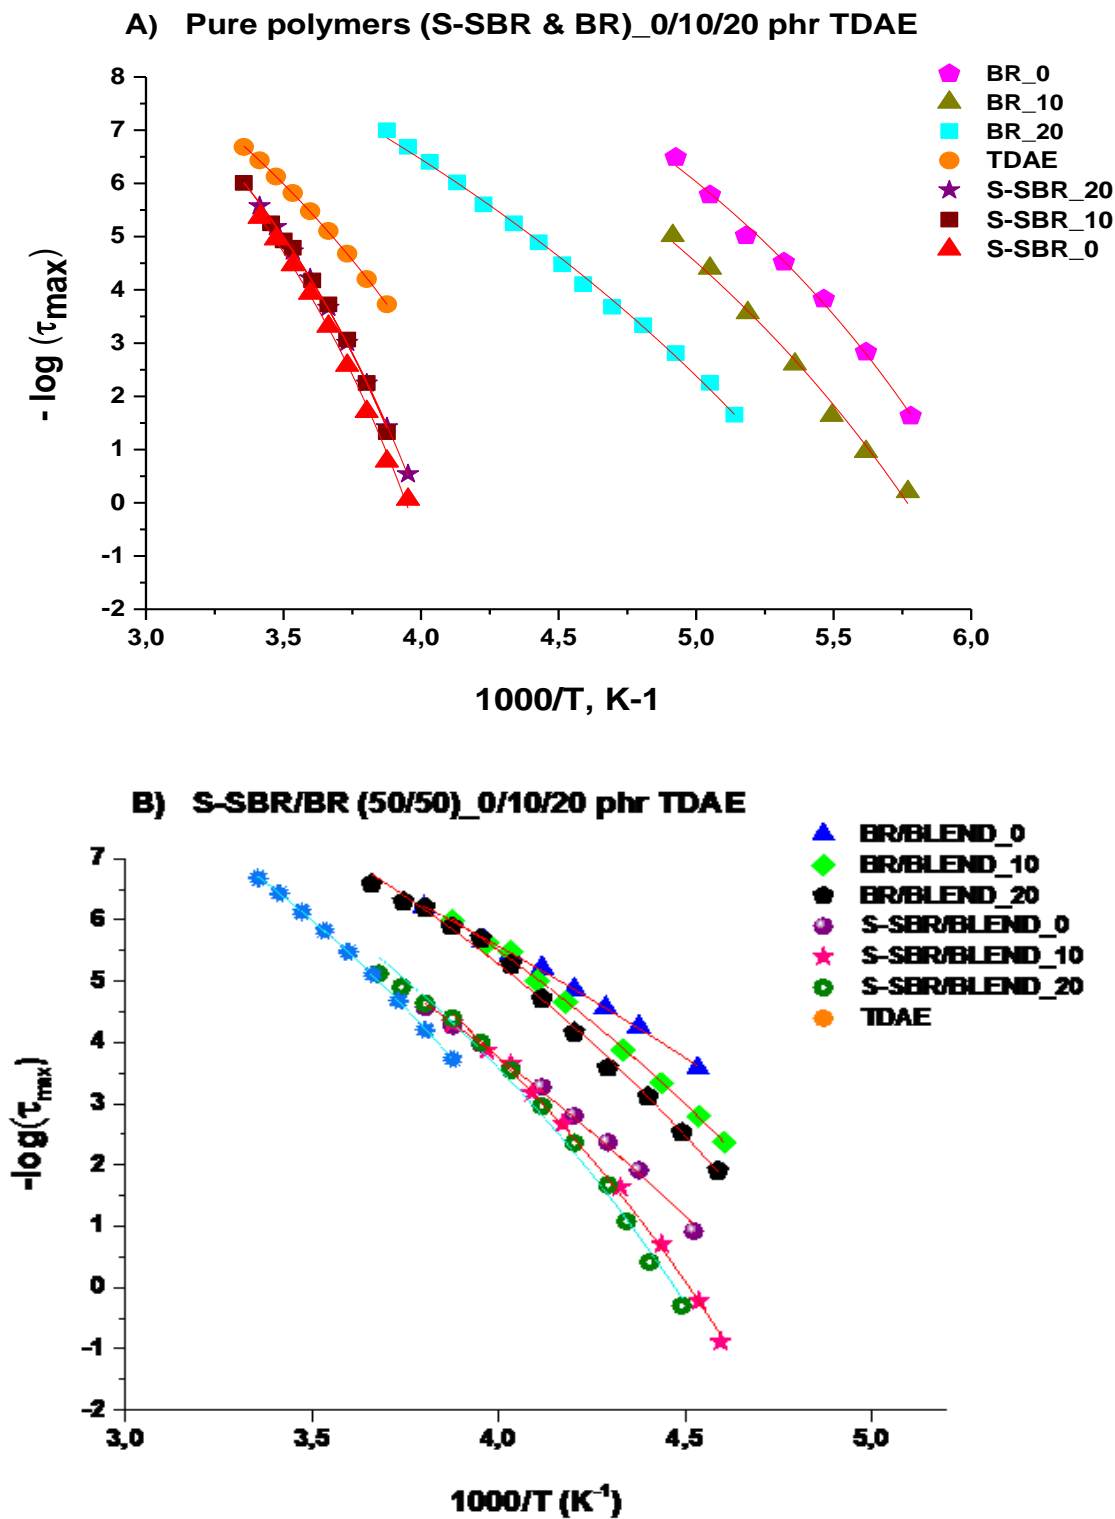 A) Pure polymers (S-SBR & BR)_0/10/20 phr TDAE
8
7
6
5
4
3
2
1
0
-1
-2
- log (τmax)
BR_0
BR_10
BR_20
TDAE
S-SBR_20
S-SBR_10
S-SBR_0
3,0 3,5 4,0 4,5 5,0 5,5 6,0
1000/T, K-1
B) S-SBR/BR (50/50)_0/10/20 phr TDAE
7
6
5
4
3
2
1
0
-1
-2
-log(τmax)
BR/BLEND_0
BR/BLEND_10
BR/BLEND_20
S-SBR/BLEND_0
S-SBR/BLEND_10
S-SBR/BLEND_20
TDAE
3,0 3,5 4,0 4,5 5,0
1000/T (K⁻¹)